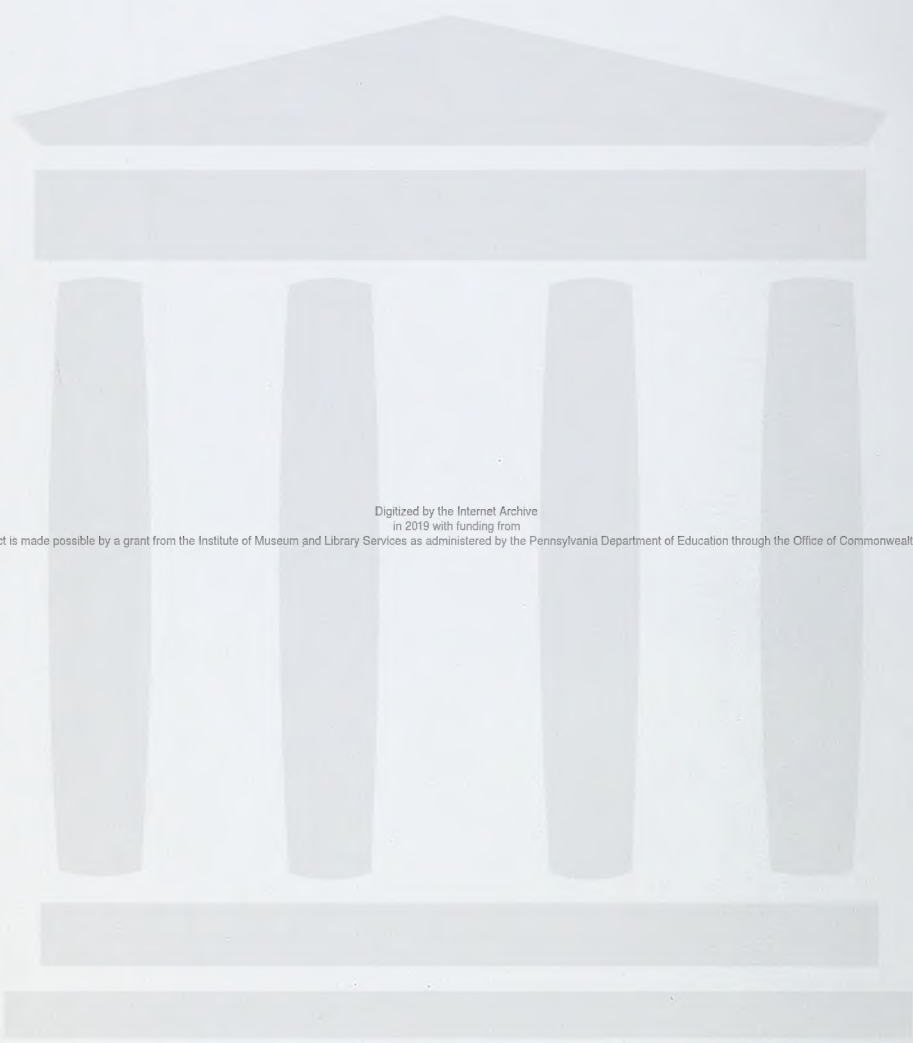 Digitized by the Internet Archive
in 2019 with funding from
is made possible by a grant from the Institute of Museum and Library Services as administered by the Pennsylvania Department of Education through the Office of